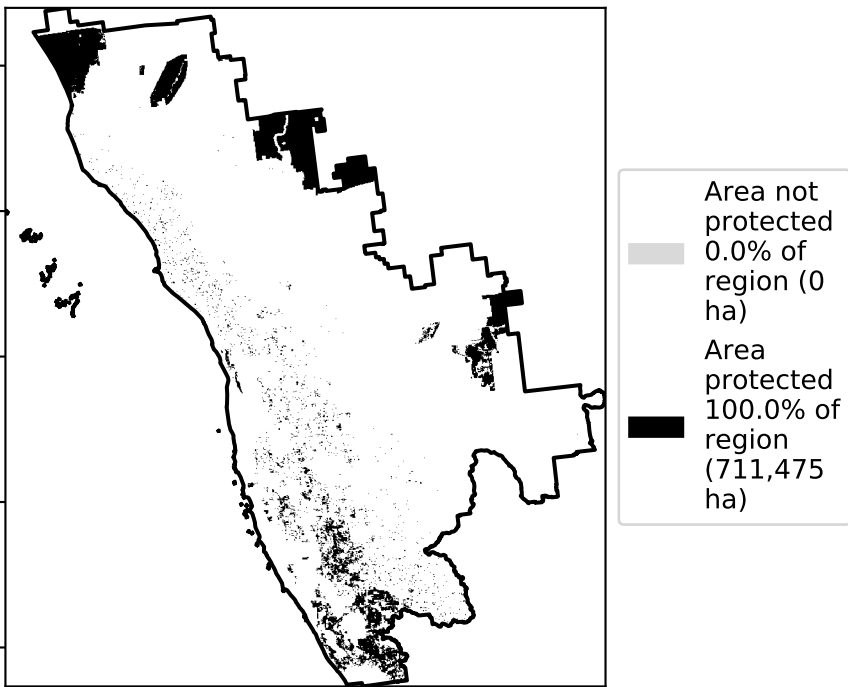 Area not
protected
0.0% of
region (0
ha)
Area
protected
100.0% of
region
(711,475
ha)